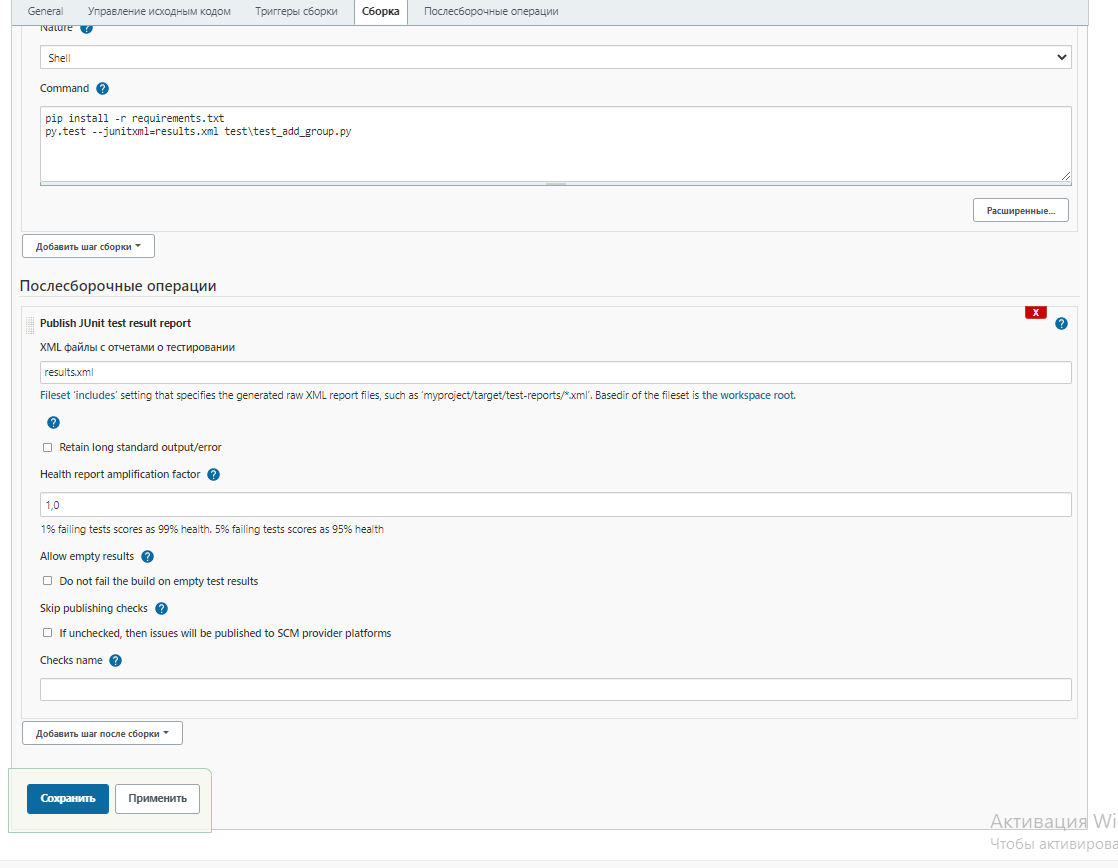 General Управление исходным кодом Триггеры сборки Сборка Послесборочные операции
Nature ?
Shell
Command ?
pip install -r requirements.txt
py.test --junitxml=results.xml test\test_add_group.py
Расширенные...
Добавить шаг сборки
Послесборочные операции
X
Publish JUnit test result report ?
XML файлы с отчетами о тестировании
results.xml
Fileset 'includes' setting that specifies the generated raw XML report files, such as 'myproject/target/test-reports/*.xml'. Basedir of the fileset is the workspace root.
?
Retain long standard output/error
Health report amplification factor ?
1,0
1% failing tests scores as 99% health. 5% failing tests scores as 95% health
Allow empty results ?
Do not fail the build on empty test results
Skip publishing checks ?
If unchecked, then issues will be published to SCM provider platforms
Checks name ?
Добавить шаг после сборки
Сохранить Применить
Активация Wi
Чтобы активирова